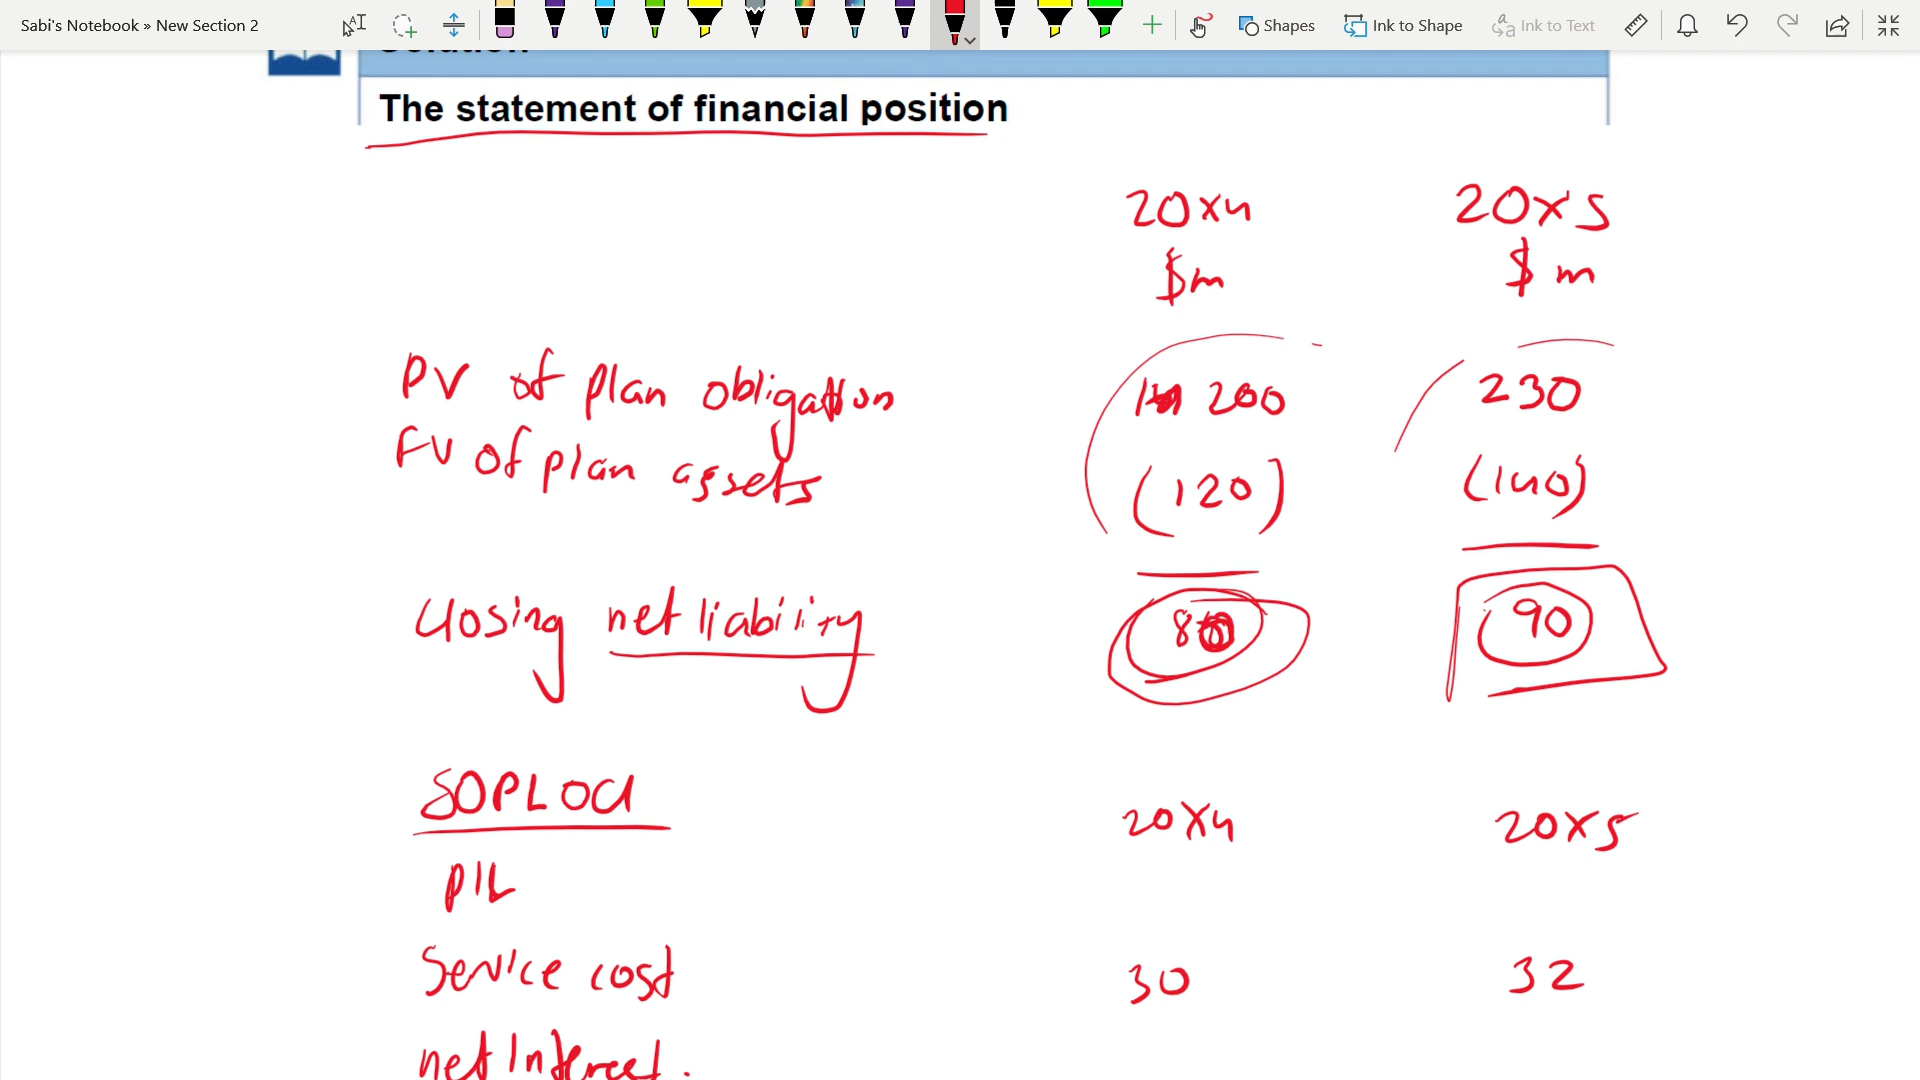 Sabi's Notebook » New Section 2
Shapes
Ink to Shape
Ink to Text
Solution
The statement of financial position
20X4 20X5
$m $m
PV of plan obligation 200 230
FV of plan assets (120) (140)
Closing net liability 80 90
SOPLOCI 20X4 20X5
P/L
Service cost 30 32
net Interest.